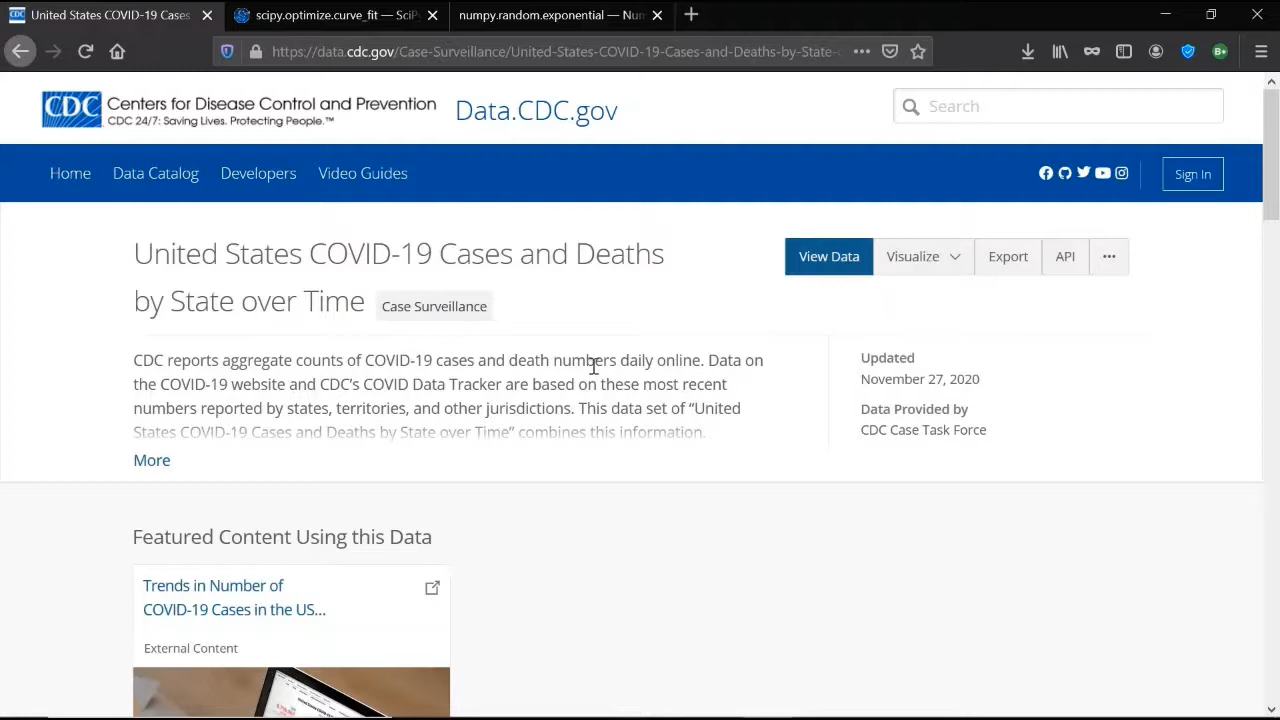 United States COVID-19 Cases
scipy.optimize.curve_fit — SciP
numpy.random.exponential — Num
https://data.cdc.gov/Case-Surveillance/United-States-COVID-19-Cases-and-Deaths-by-State-
CDC
Centers for Disease Control and Prevention
CDC 24/7: Saving Lives. Protecting People.™
Data.CDC.gov
Search
Home
Data Catalog
Developers
Video Guides
Sign In
United States COVID-19 Cases and Deaths
by State over Time
Case Surveillance
View Data
Visualize
Export
API
CDC reports aggregate counts of COVID-19 cases and death numbers daily online. Data on
the COVID-19 website and CDC's COVID Data Tracker are based on these most recent
numbers reported by states, territories, and other jurisdictions. This data set of “United
States COVID-19 Cases and Deaths by State over Time” combines this information.
More
Updated
November 27, 2020
Data Provided by
CDC Case Task Force
Featured Content Using this Data
Trends in Number of
COVID-19 Cases in the US...
External Content